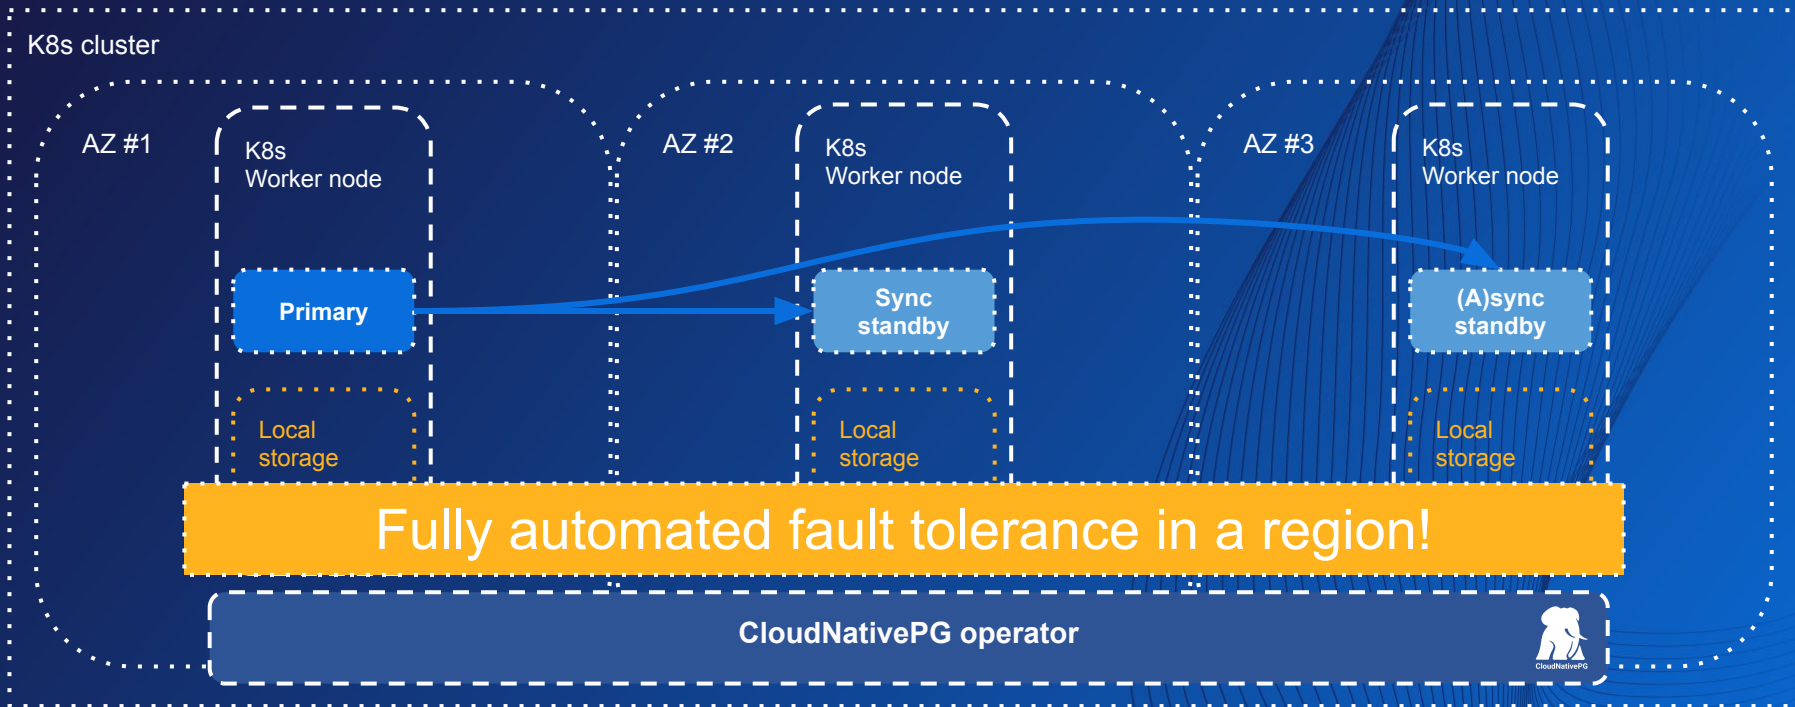 K8s cluster
AZ #1
K8s
Worker node
Primary
Local
storage
AZ #2
K8s
Worker node
Sync
standby
Local
storage
AZ #3
K8s
Worker node
(A)sync
standby
Local
storage
Fully automated fault tolerance in a region!
CloudNativePG operator
CloudNativePG